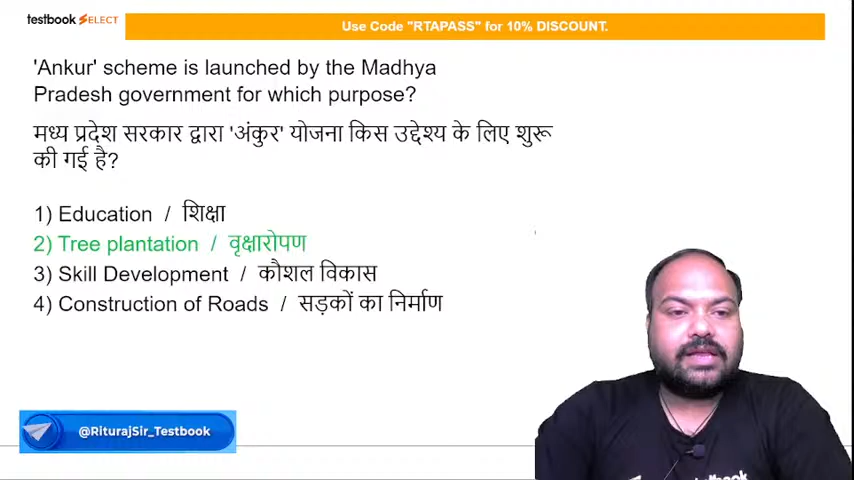 testbook SELECT
Use Code "RTAPASS" for 10% DISCOUNT.
'Ankur' scheme is launched by the Madhya
Pradesh government for which purpose?
मध्य प्रदेश सरकार द्वारा 'अंकुर' योजना किस उद्देश्य के लिए शुरू
की गई है?
1) Education / शिक्षा
2) Tree plantation / वृक्षारोपण
3) Skill Development / कौशल विकास
4) Construction of Roads / सड़कों का निर्माण
@RiturajSir_Testbook